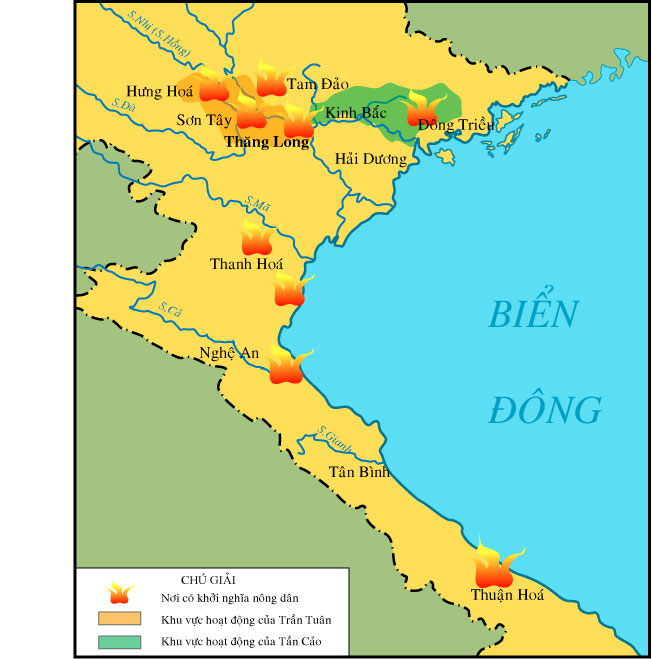 S.Nhị (S.Hồng)
Hưng Hoá
Tam Đảo
S.Đà
Sơn Tây
Kinh Bắc
Đông Triều
Thăng Long
Hải Dương
S.Mã
Thanh Hoá
S.Cả
Nghệ An
BIỂN
ĐÔNG
S.Gianh
Tân Bình
Thuận Hoá
CHÚ GIẢI
Nơi có khởi nghĩa nông dân
Khu vực hoạt động của Trần Tuân
Khu vực hoạt động của Tần Cảo